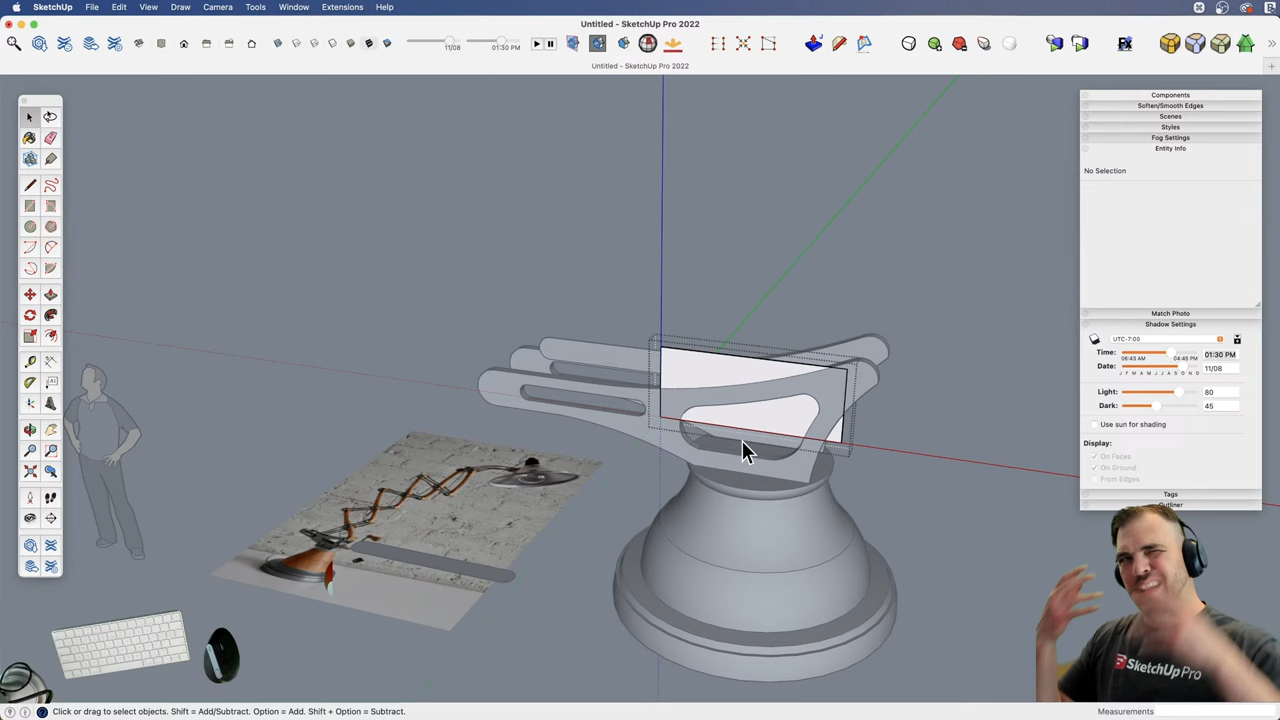 SketchUp File Edit View Draw Camera Tools Window Extensions Help
Untitled - SketchUp Pro 2022
11/08
01:30 PM
Untitled - SketchUp Pro 2022
Components
Soften/Smooth Edges
Scenes
Styles
Fog Settings
Entity Info
No Selection
Match Photo
Shadow Settings
UTC-7:00
Time: 01:30 PM
06:43 AM 04:45 PM
Date: 11/08
J F M A M J J A S O N D
Light: 80
Dark: 45
Use sun for shading
Display:
On Faces
On Ground
From Edges
Tags
Outliner
SketchUp Pro
Click or drag to select objects. Shift = Add/Subtract. Option = Add. Shift + Option = Subtract.
Measurements